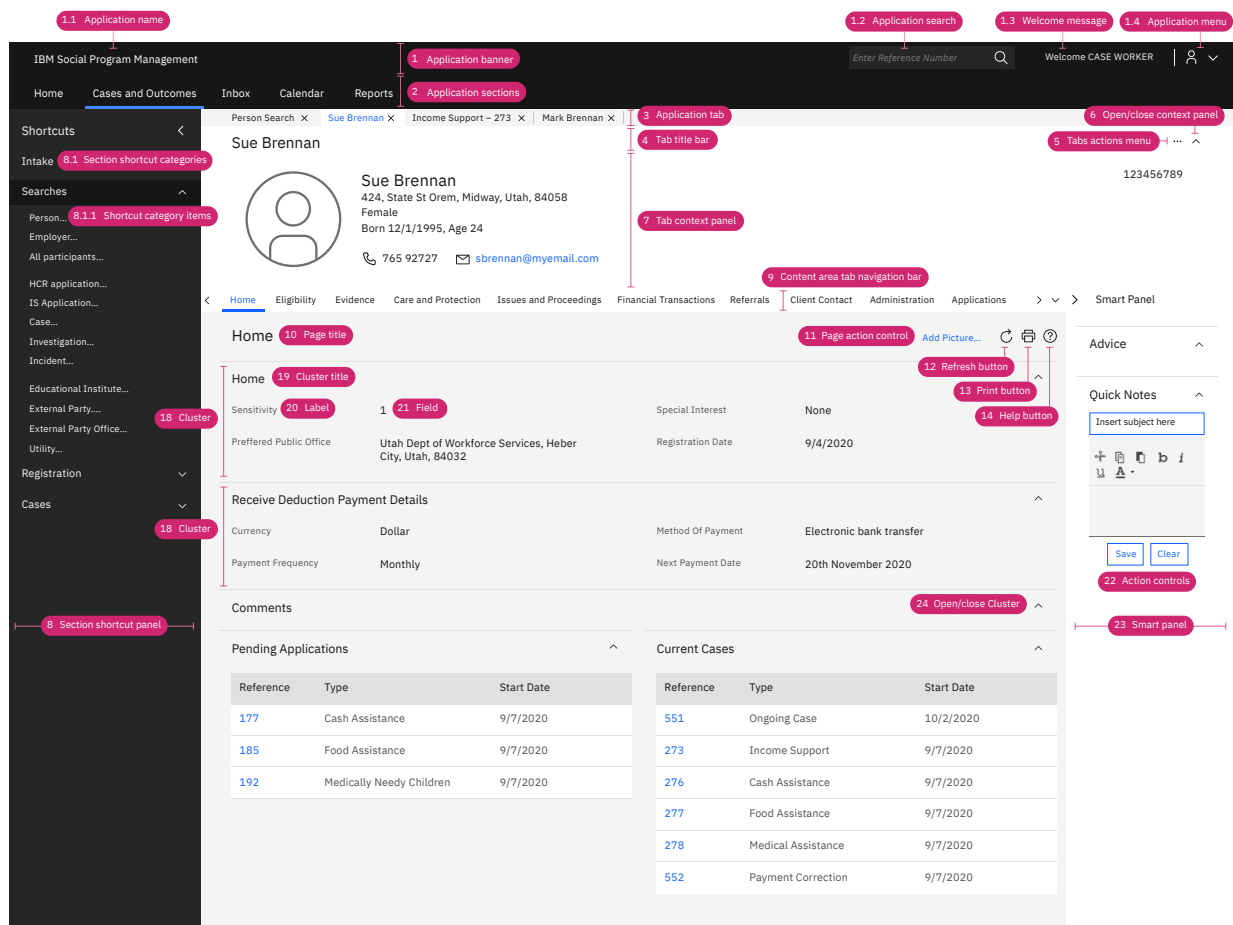 1.1 Application name
1.2 Application search
1.3 Welcome message
1.4 Application menu
IBM Social Program Management
1 Application banner
Enter Reference Number
Welcome CASE WORKER
Home
Cases and Outcomes
Inbox
Calendar
Reports
2 Application sections
Shortcuts
Intake
8.1 Section shortcut categories
Searches
Person...
8.1.1 Shortcut category items
Employer...
All participants...
HCR application...
IS Application...
Case...
Investigation...
Incident...
Educational Institute...
External Party....
External Party Office...
Utility...
18 Cluster
Registration
Cases
18 Cluster
8 Section shortcut panel
Person Search
Sue Brennan
Income Support – 273
Mark Brennan
3 Application tab
6 Open/close context panel
Sue Brennan
4 Tab title bar
5 Tabs actions menu
123456789
Sue Brennan
424, State St Orem, Midway, Utah, 84058
Female
Born 12/1/1995, Age 24
7 Tab context panel
765 92727
sbrennan@myemail.com
9 Content area tab navigation bar
Home
Eligibility
Evidence
Care and Protection
Issues and Proceedings
Financial Transactions
Referrals
Client Contact
Administration
Applications
Smart Panel
Home
10 Page title
11 Page action control
Add Picture...
12 Refresh button
13 Print button
14 Help button
Home
19 Cluster title
Sensitivity
20 Label
1
21 Field
Special Interest
None
Preffered Public Office
Utah Dept of Workforce Services, Heber
City, Utah, 84032
Registration Date
9/4/2020
Receive Deduction Payment Details
Currency
Dollar
Method Of Payment
Electronic bank transfer
Payment Frequency
Monthly
Next Payment Date
20th November 2020
Comments
24 Open/close Cluster
Pending Applications
Reference Type Start Date
177 Cash Assistance 9/7/2020
185 Food Assistance 9/7/2020
192 Medically Needy Children 9/7/2020
Current Cases
Reference Type Start Date
551 Ongoing Case 10/2/2020
273 Income Support 9/7/2020
276 Cash Assistance 9/7/2020
277 Food Assistance 9/7/2020
278 Medical Assistance 9/7/2020
552 Payment Correction 9/7/2020
Advice
Quick Notes
Insert subject here
b i
u A
Save
Clear
22 Action controls
23 Smart panel